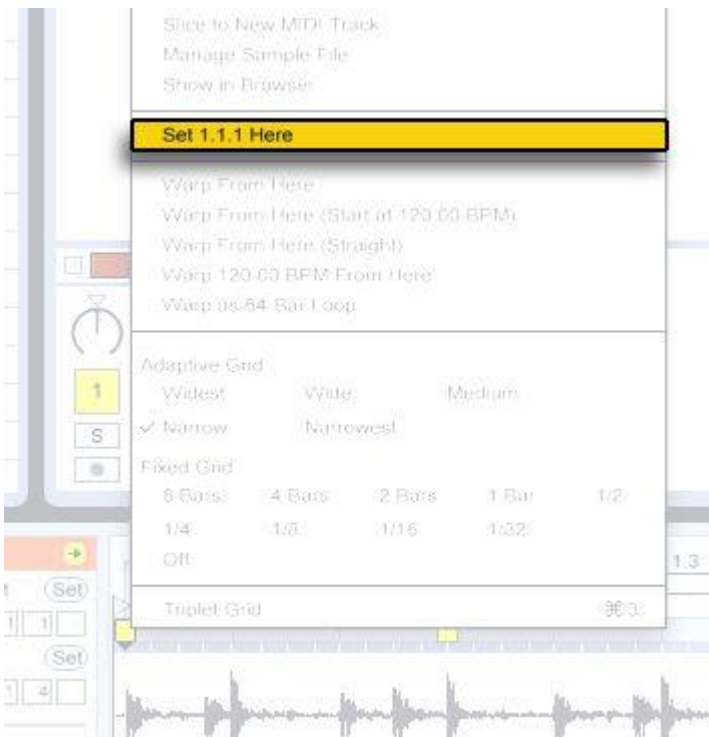 Slice to New MIDI Track
Manage Sample File
Show in Browser
Set 1.1.1 Here
Warp From Here
Warp From Here (Start at 120.00 BPM)
Warp From Here (Straight)
Warp 120.00 BPM From Here
Warp as 64-Bar Loop
Adaptive Grid
Widest Wide Medium
✓ Narrow Narrowest
Fixed Grid
8 Bars 4 Bars 2 Bars 1 Bar 1/2
1/4 1/8 1/16 1/32
Off
Triplet Grid ⌘3
1
S
1.3
Set
1 1
Set
1 4